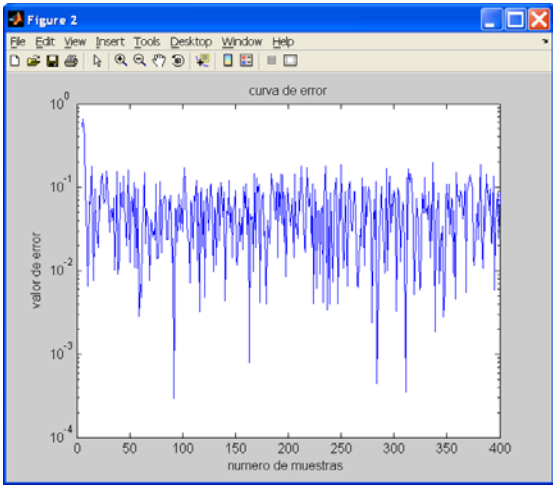 Figure 2
File Edit View Insert Tools Desktop Window Help
curva de error
10^0
10^-1
10^-2
10^-3
10^-4
valor de error
0 50 100 150 200 250 300 350 400
numero de muestras